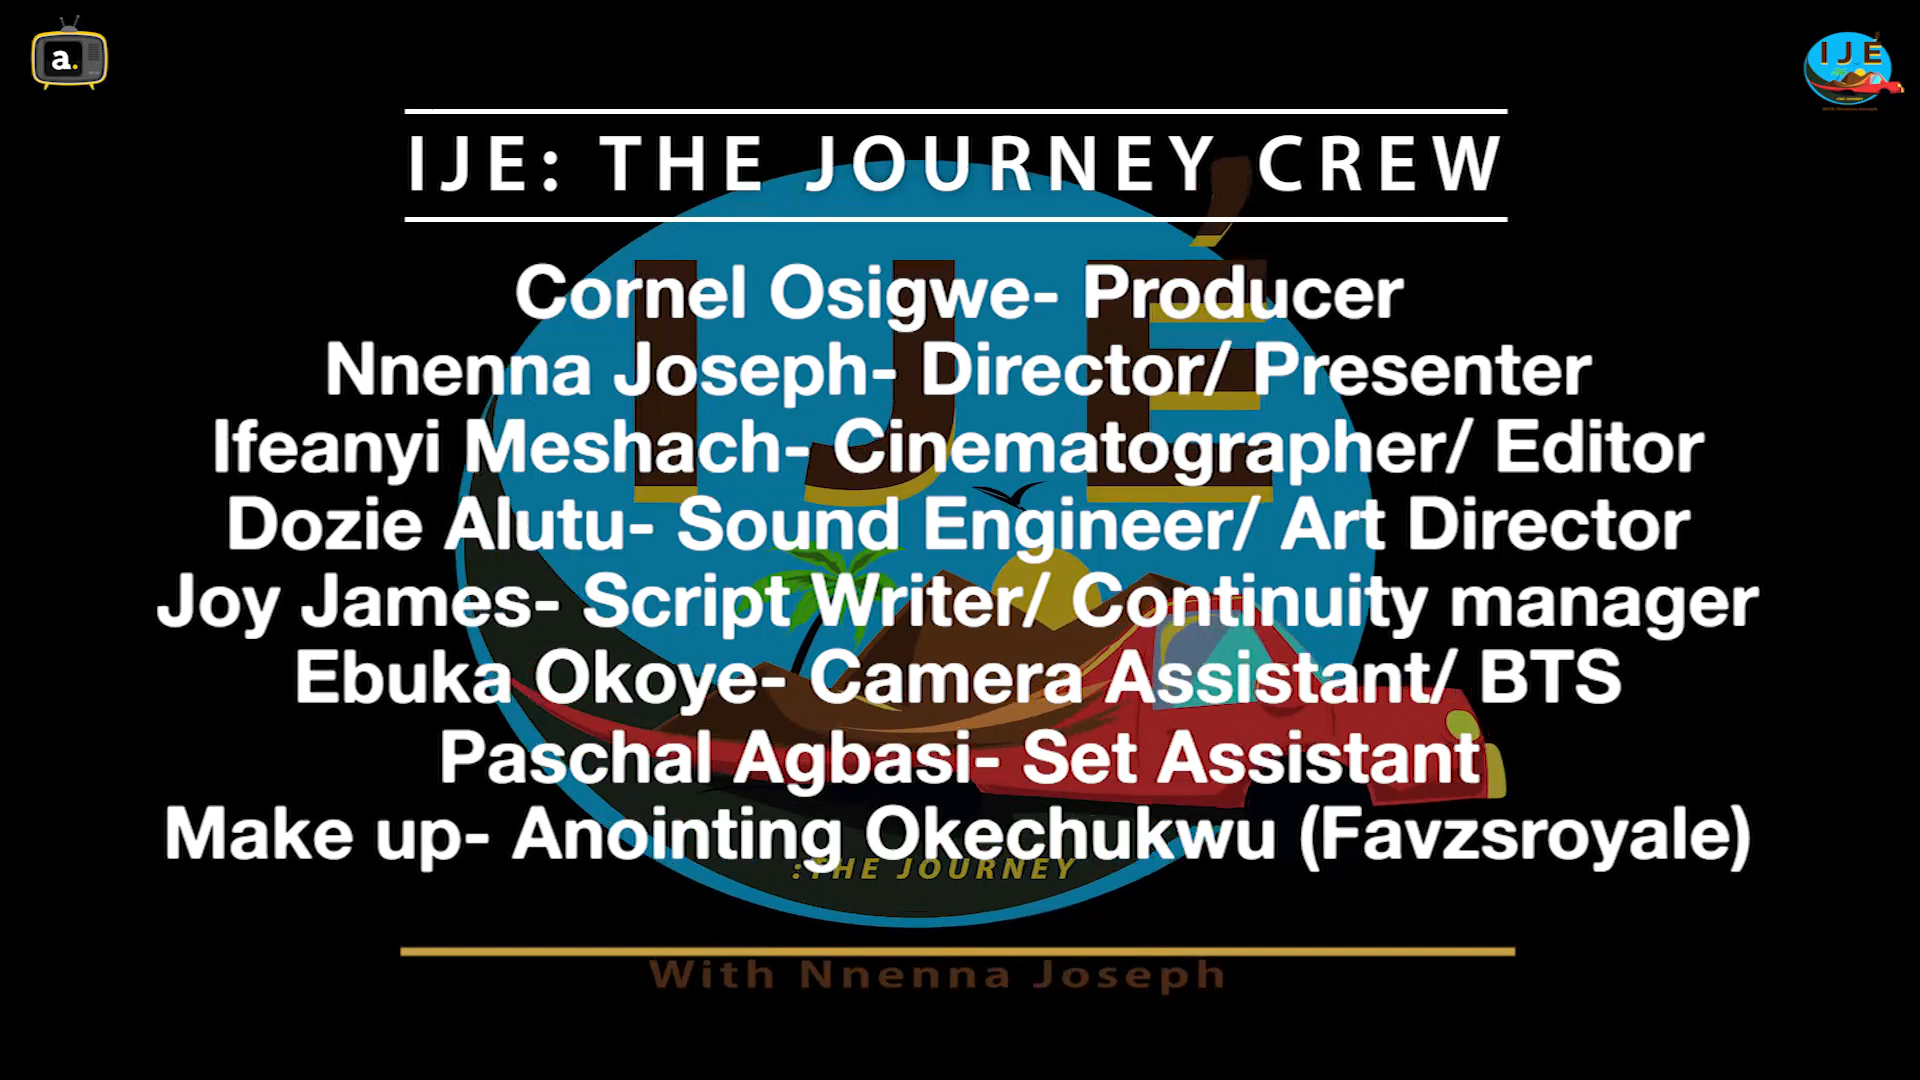 a.
IJÉ
IJE: THE JOURNEY CREW
IJÉ
Cornel Osigwe- Producer
Nnenna Joseph- Director/ Presenter
Ifeanyi Meshach- Cinematographer/ Editor
Dozie Alutu- Sound Engineer/ Art Director
Joy James- Script Writer/ Continuity manager
Ebuka Okoye- Camera Assistant/ BTS
Paschal Agbasi- Set Assistant
Make up- Anointing Okechukwu (Favzsroyale)
:THE JOURNEY
With Nnenna Joseph